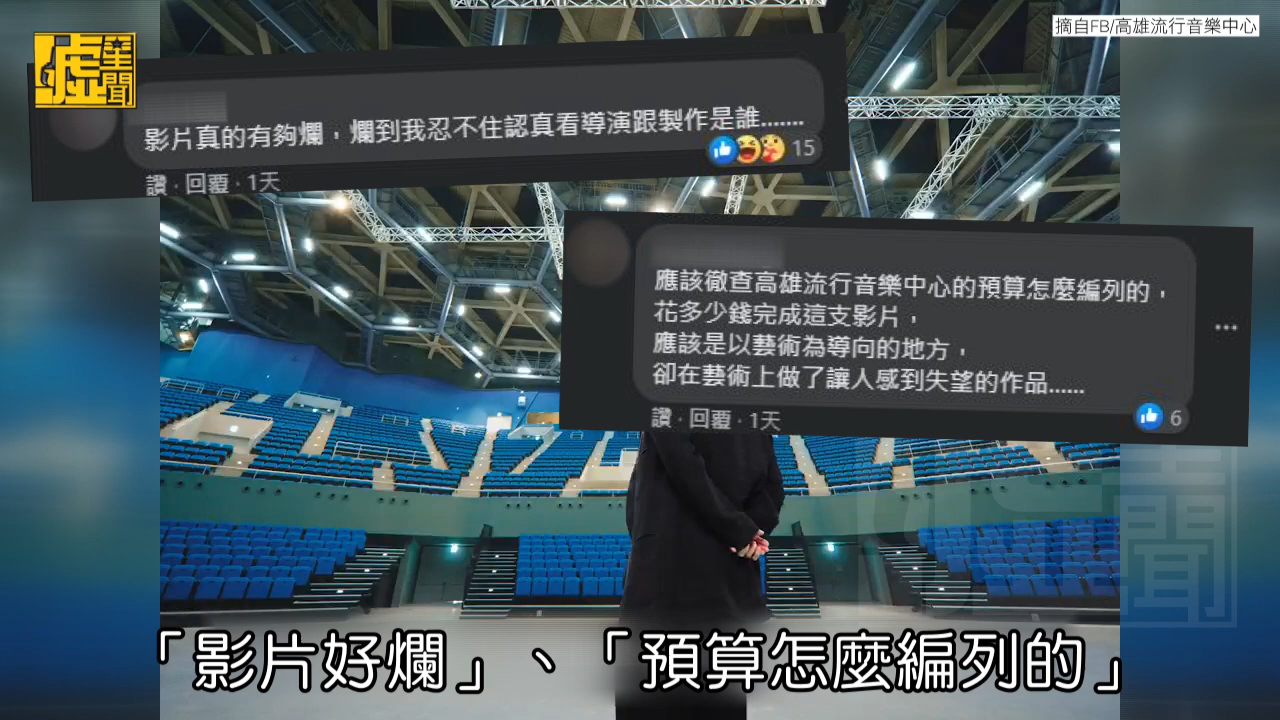 摘自FB/高雄流行音樂中心
噓星聞
影片真的有夠爛，爛到我忍不住認真看導演跟製作是誰.......
15
讚·回覆·1天
應該徹查高雄流行音樂中心的預算怎麼編列的，
花多少錢完成這支影片，
應該是以藝術為導向的地方，
卻在藝術上做了讓人感到失望的作品......
讚·回覆·1天
6
「影片好爛」、「預算怎麼編列的」